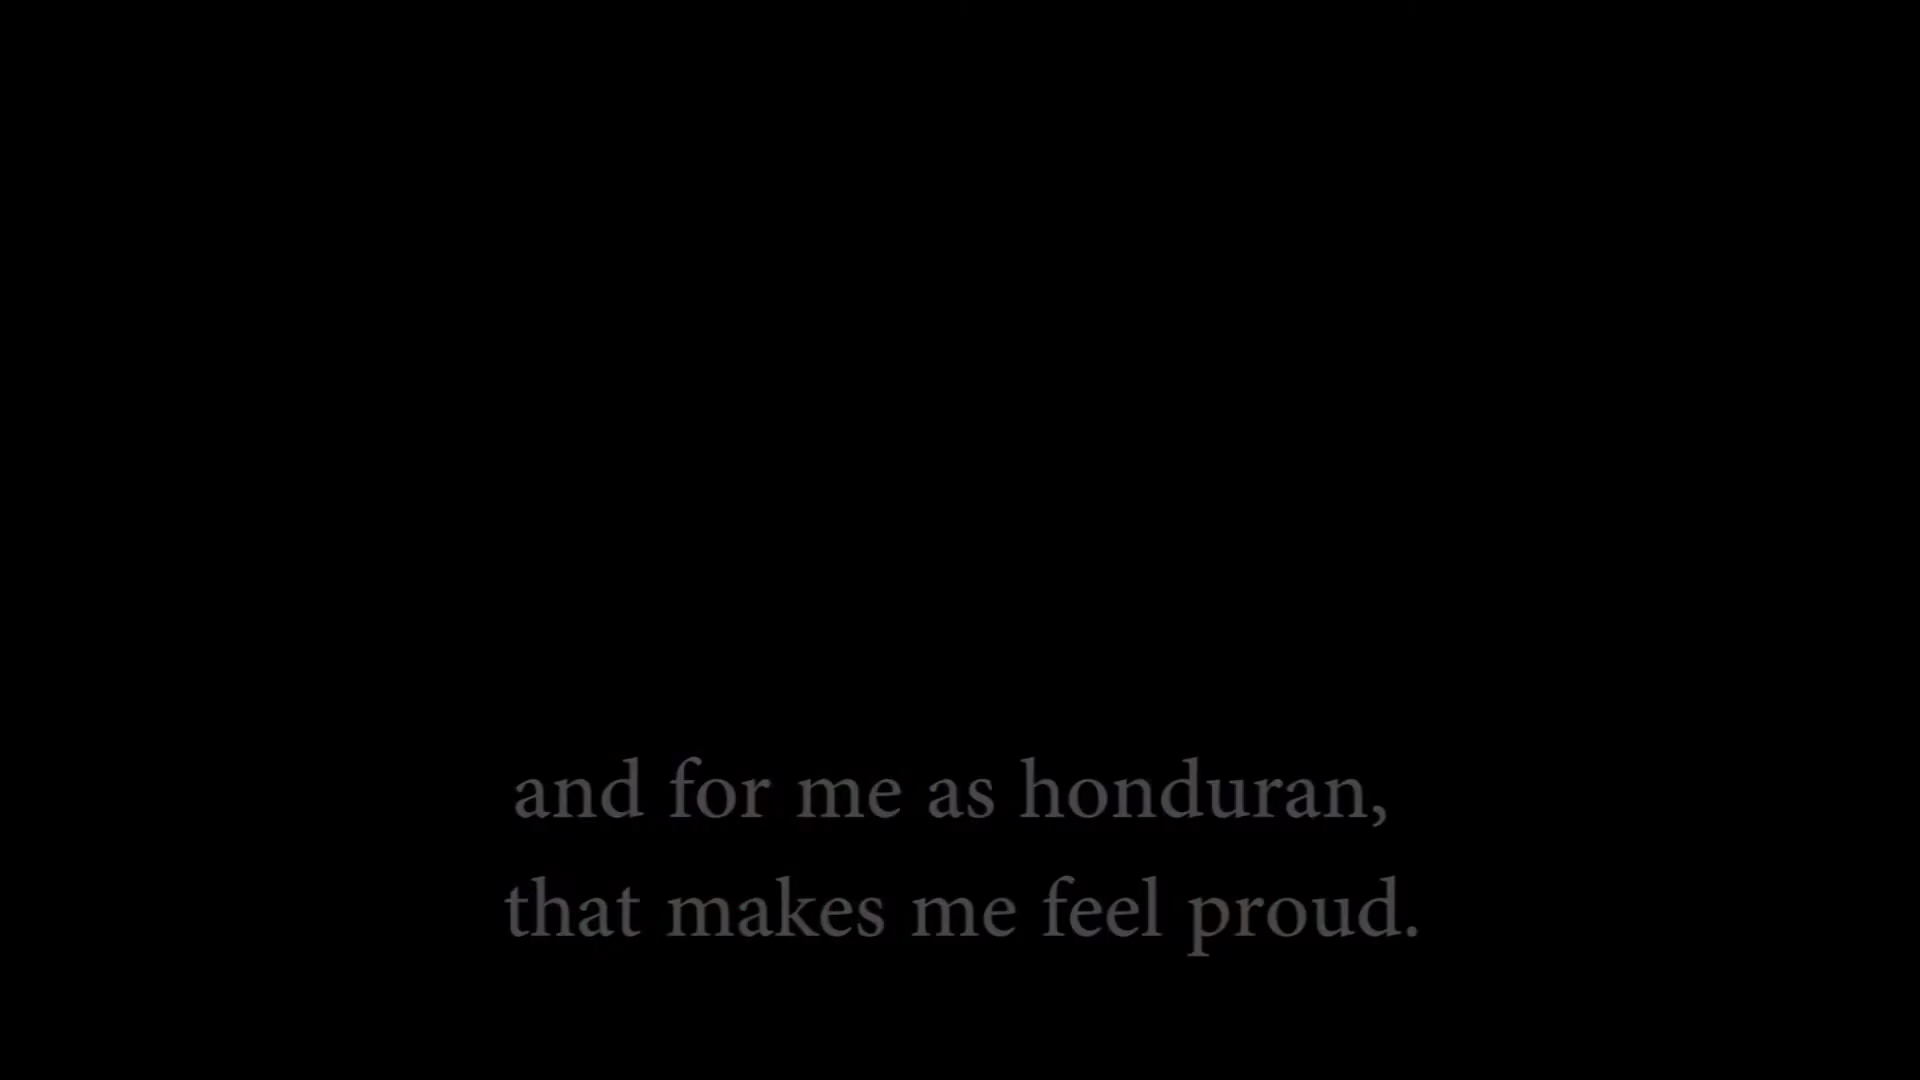 and for me as honduran,
that makes me feel proud.